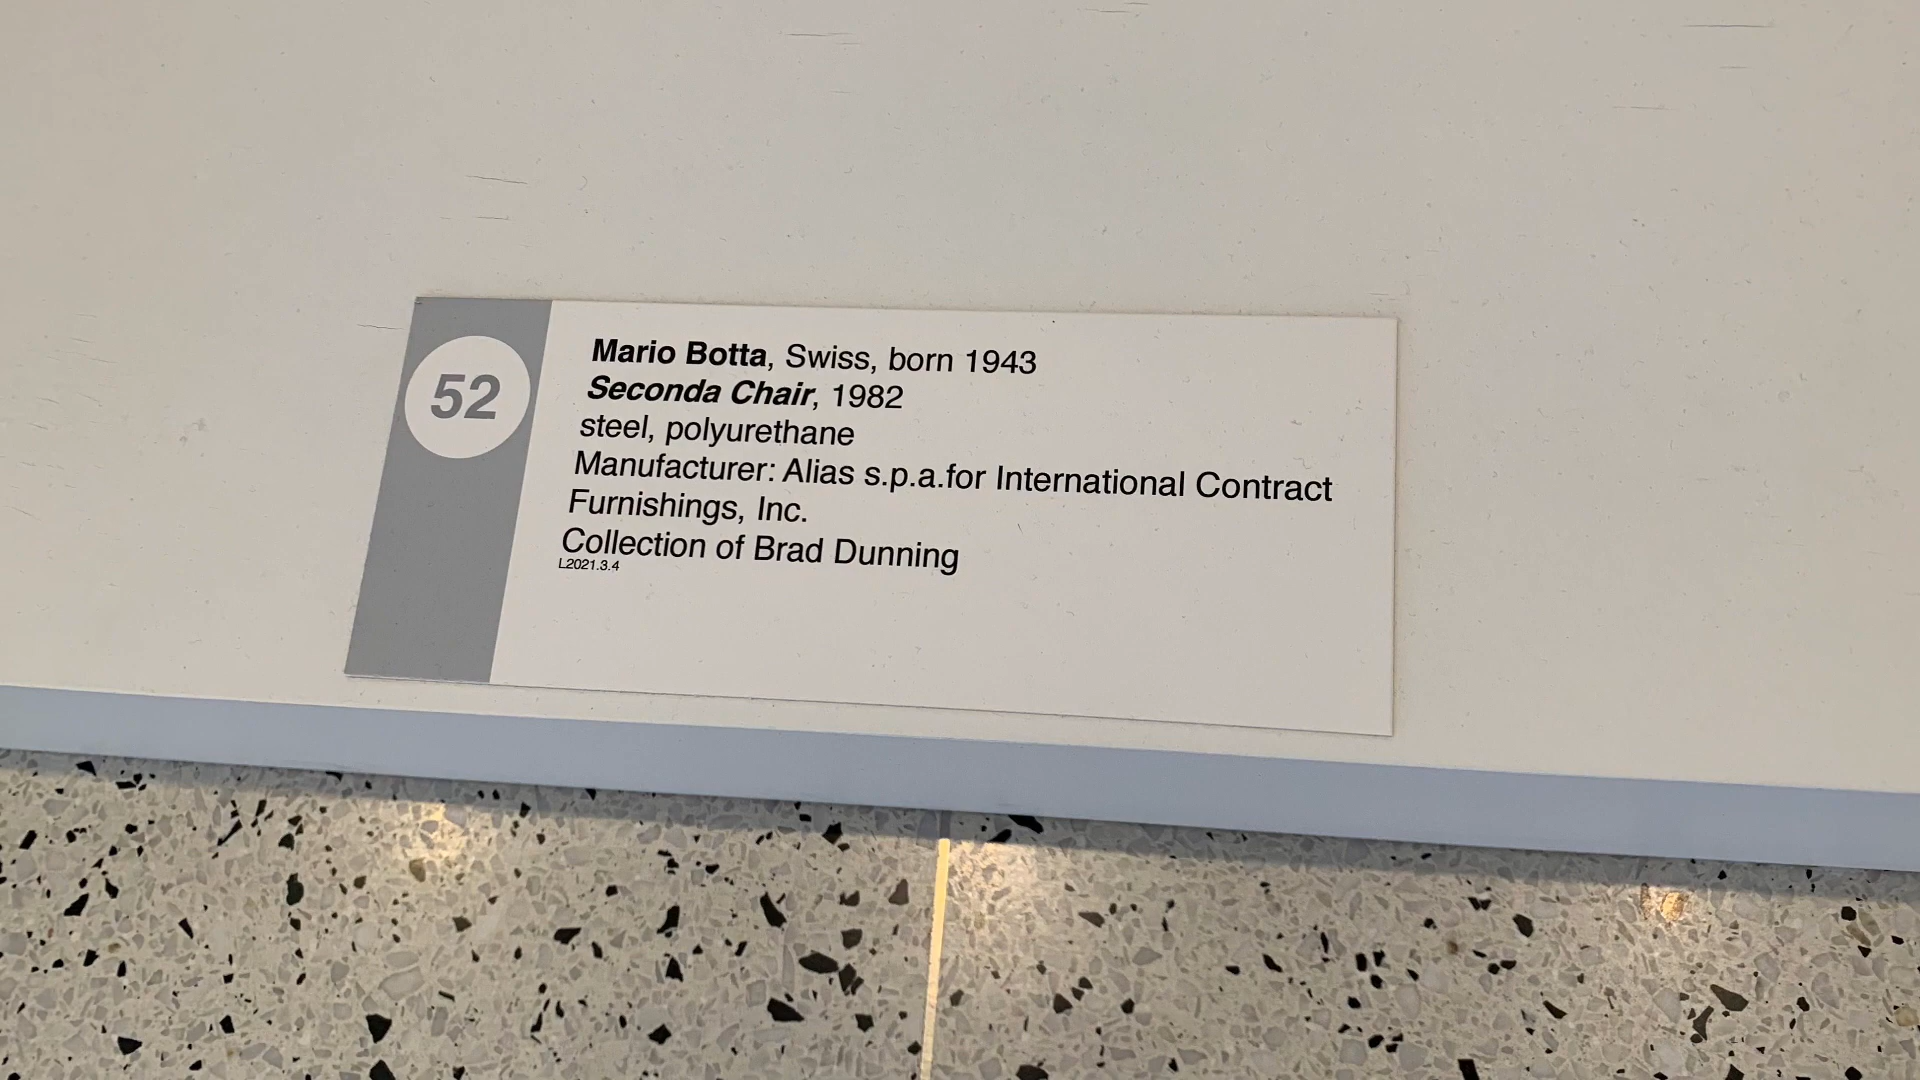 52
Mario Botta, Swiss, born 1943
Seconda Chair, 1982
steel, polyurethane
Manufacturer: Alias s.p.a.for International Contract
Furnishings, Inc.
Collection of Brad Dunning
L2021.3.4